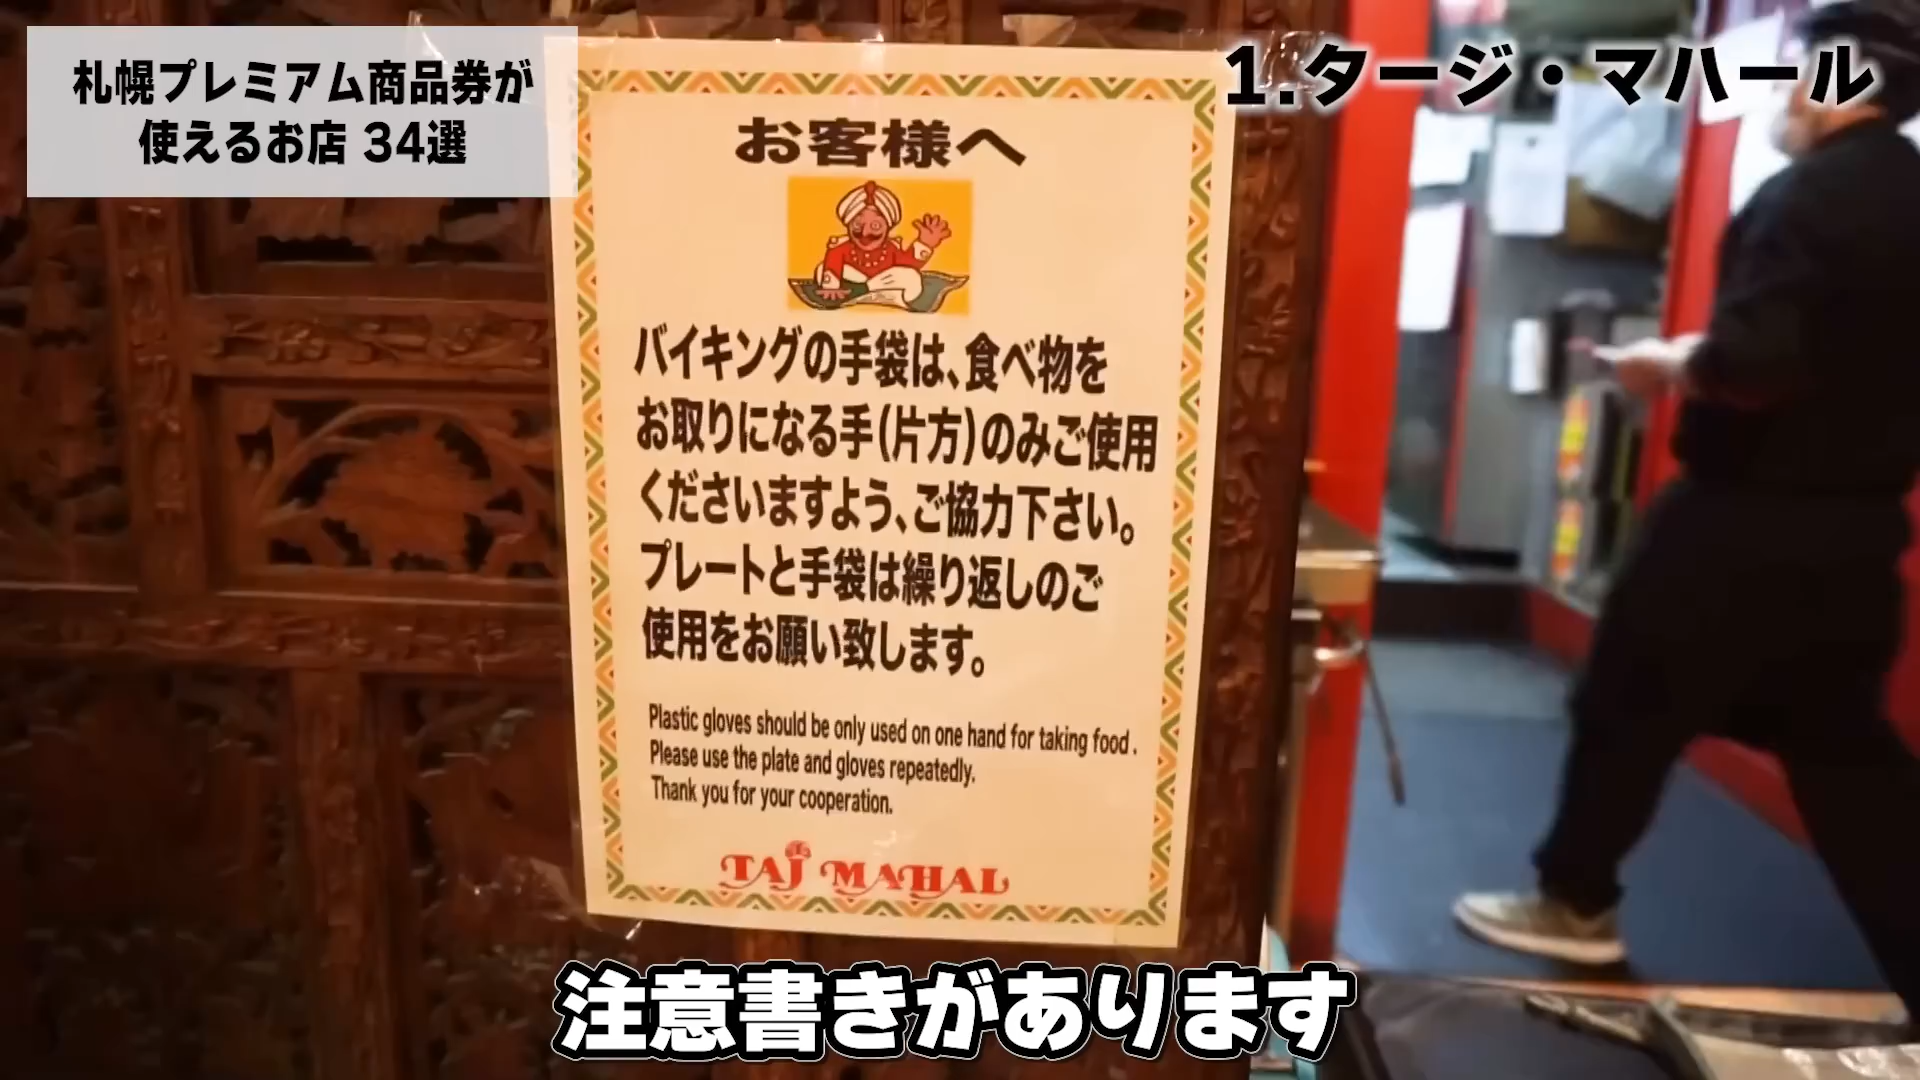 札幌プレミアム商品券が
使えるお店 34選
1.タージ・マハール
お客様へ
バイキングの手袋は、食べ物を
お取りになる手(片方)のみご使用
くださいますよう、ご協力下さい。
プレートと手袋は繰り返しのご
使用をお願い致します。
Plastic gloves should be only used on one hand for taking food.
Please use the plate and gloves repeatedly.
Thank you for your cooperation.
TAJ MAHAL
注意書きがあります